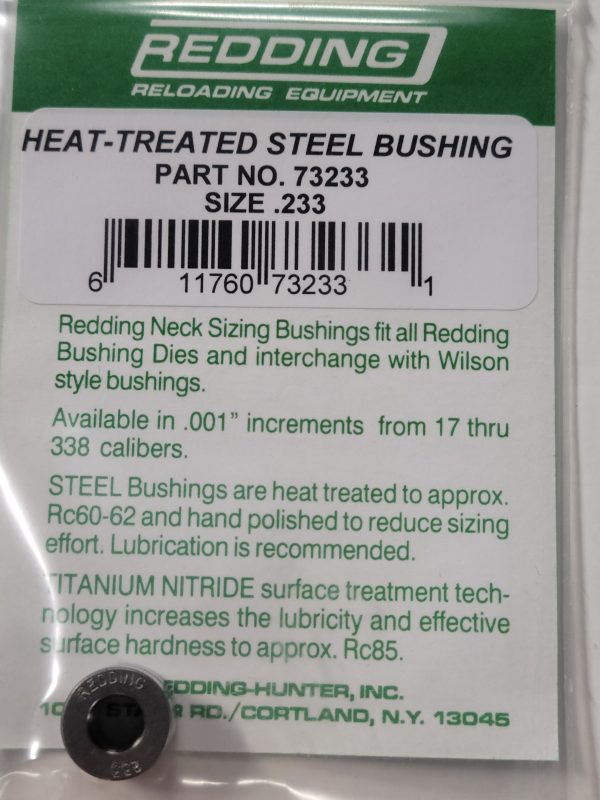 REDDING
RELOADING EQUIPMENT
HEAT-TREATED STEEL BUSHING
PART NO. 73233
SIZE .233
6 11760 73233 1
Redding Neck Sizing Bushings fit all Redding
Bushing Dies and interchange with Wilson
style bushings.
Available in .001” increments from 17 thru
338 calibers.
STEEL Bushings are heat treated to approx.
Rc60-62 and hand polished to reduce sizing
effort. Lubrication is recommended.
TITANIUM NITRIDE surface treatment tech-
nology increases the lubricity and effective
surface hardness to approx. Rc85.
EDDING-HUNTER, INC.
RD./CORTLAND, N.Y. 13045
REDDING